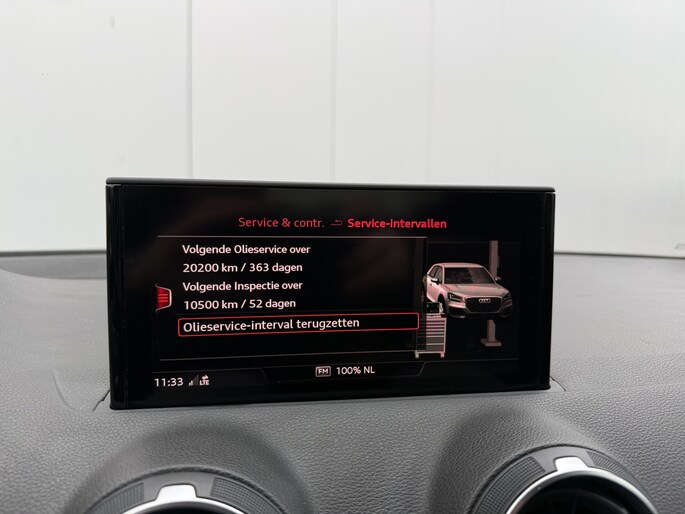 Service & contr. Service-intervallen
Volgende Olieservice over
20200 km / 363 dagen
Volgende Inspectie over
10500 km / 52 dagen
Olieservice-interval terugzetten
11:33 LTE FM 100% NL